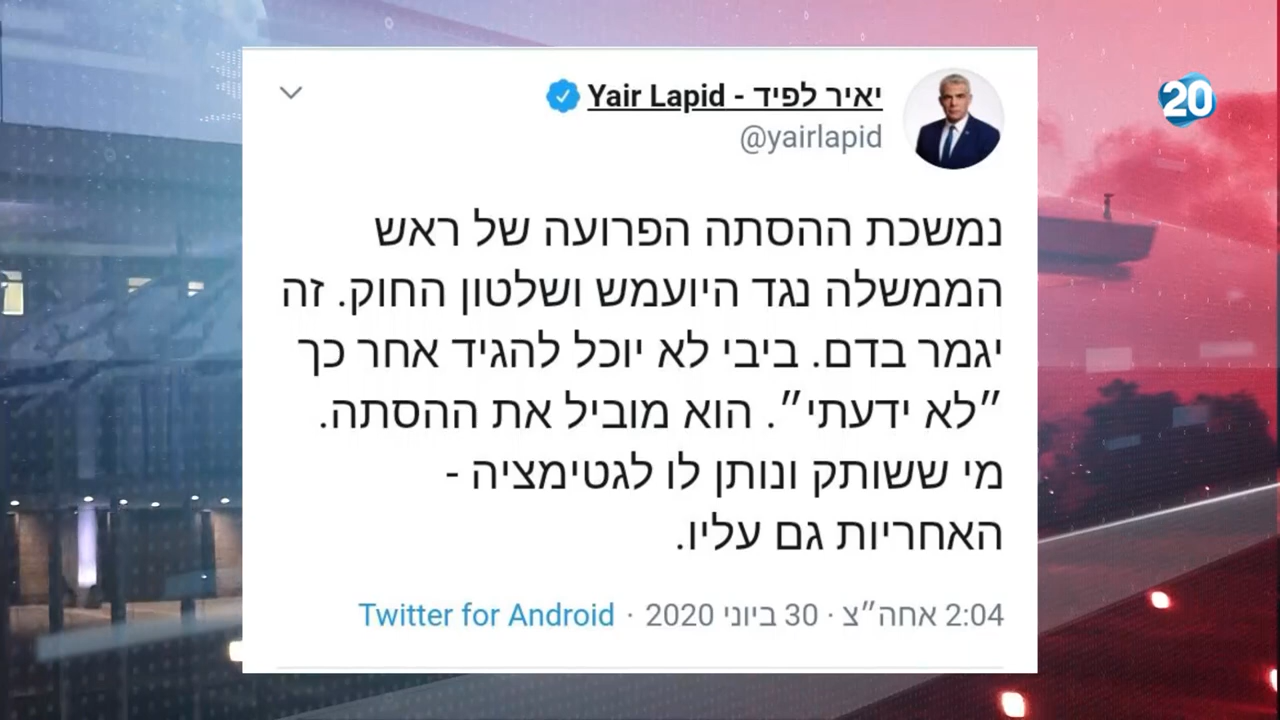 יאיר לפיד - Yair Lapid
@yairlapid
20
נמשכת ההסתה הפרועה של ראש
הממשלה נגד היועמש ושלטון החוק. זה
יגמר בדם. ביבי לא יוכל להגיד אחר כך
״לא ידעתי״. הוא מוביל את ההסתה.
מי ששותק ונותן לו לגטימציה -
האחריות גם עליו.
2:04 אחה״צ · 30 ביוני 2020 · Twitter for Android